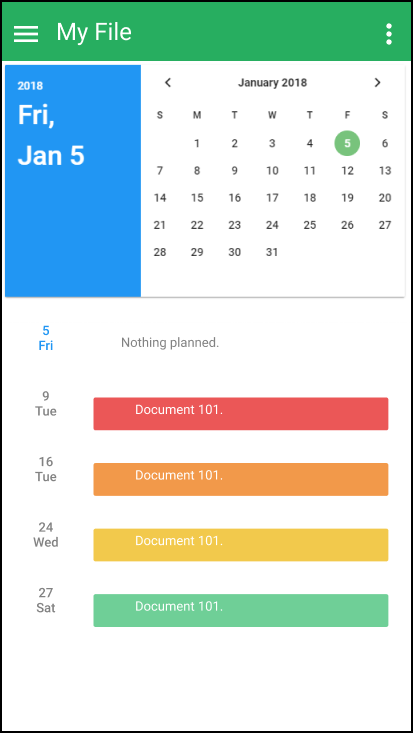 My File
2018
Fri,
Jan 5
January 2018
S M T W T F S
1 2 3 4 5 6
7 8 9 10 11 12 13
14 15 16 17 18 19 20
21 22 23 24 25 26 27
28 29 30 31
5
Fri
Nothing planned.
9
Tue
Document 101.
16
Tue
Document 101.
24
Wed
Document 101.
27
Sat
Document 101.